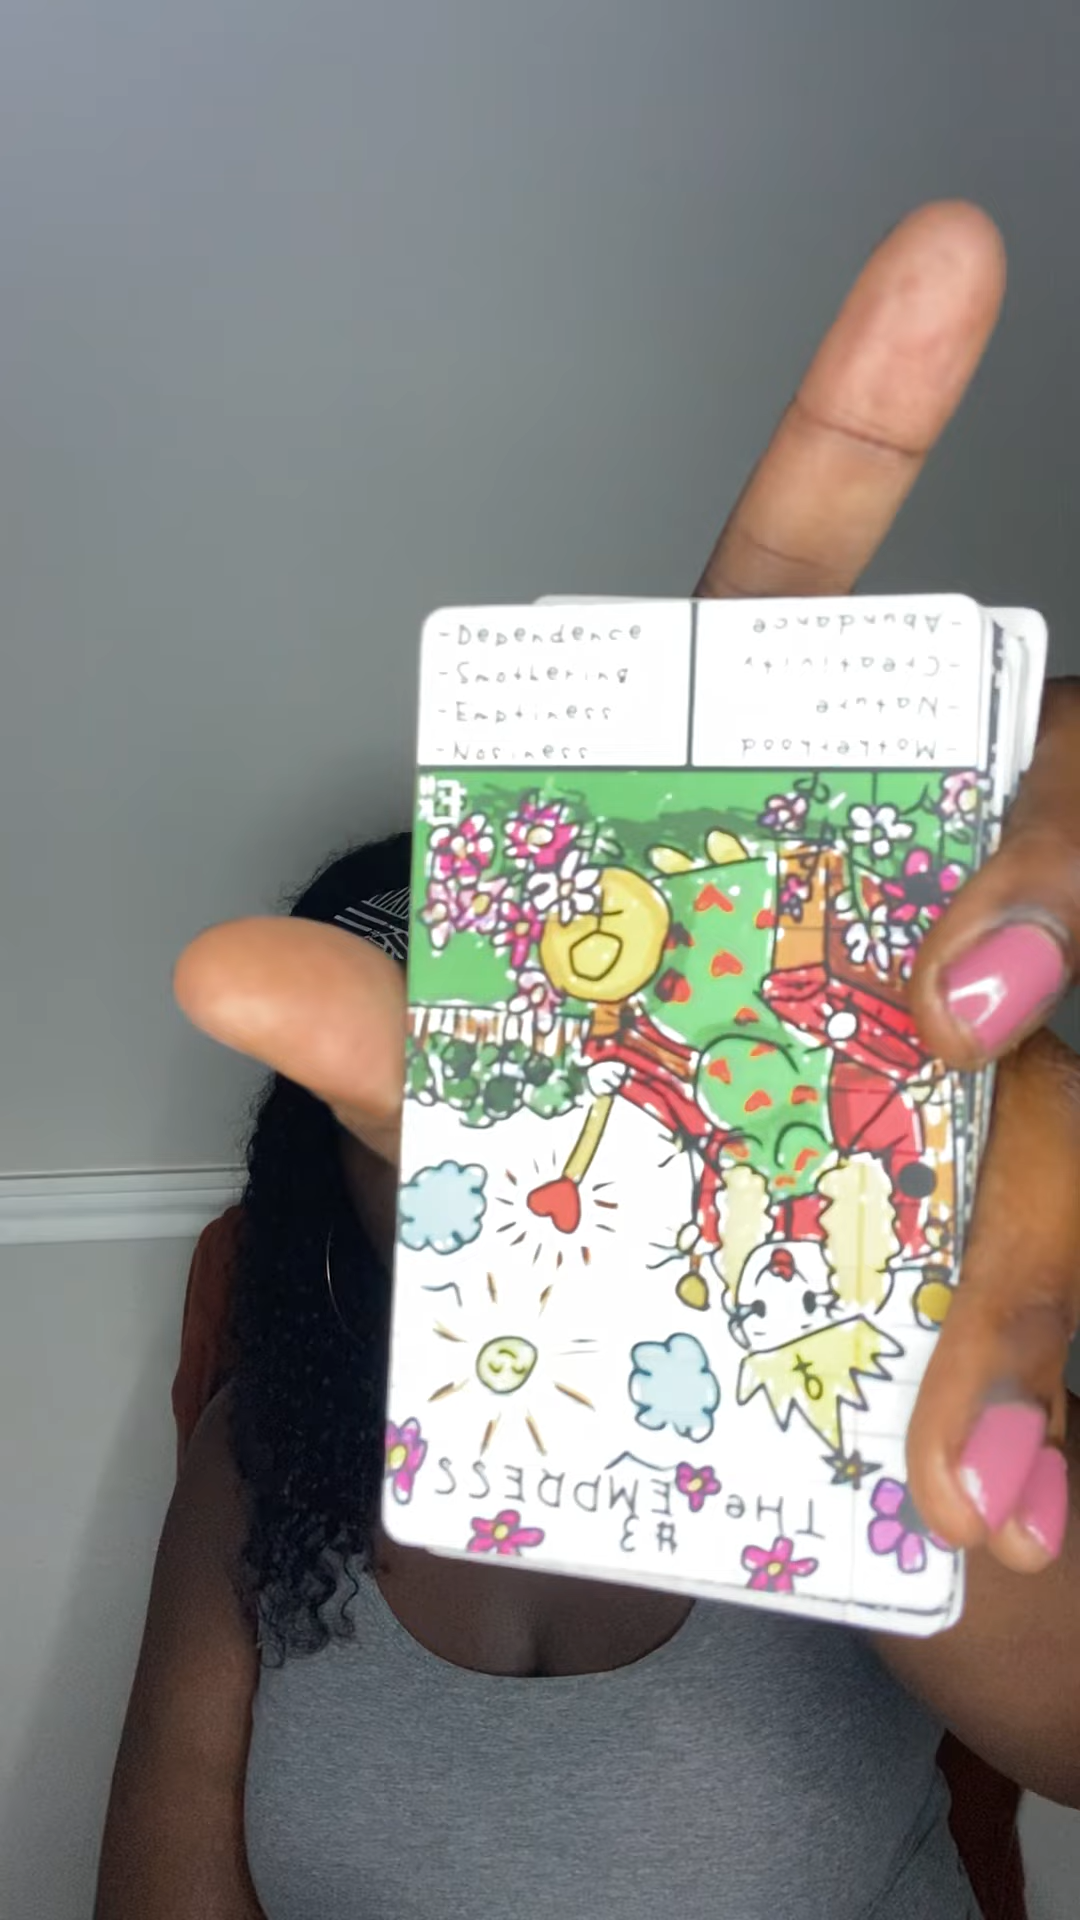 -Dependence
-Smothering
-Emptiness
-Nosiness
-Motherhood
-Nature
-Creativity
-Abundance
#3
THe EMPRESS